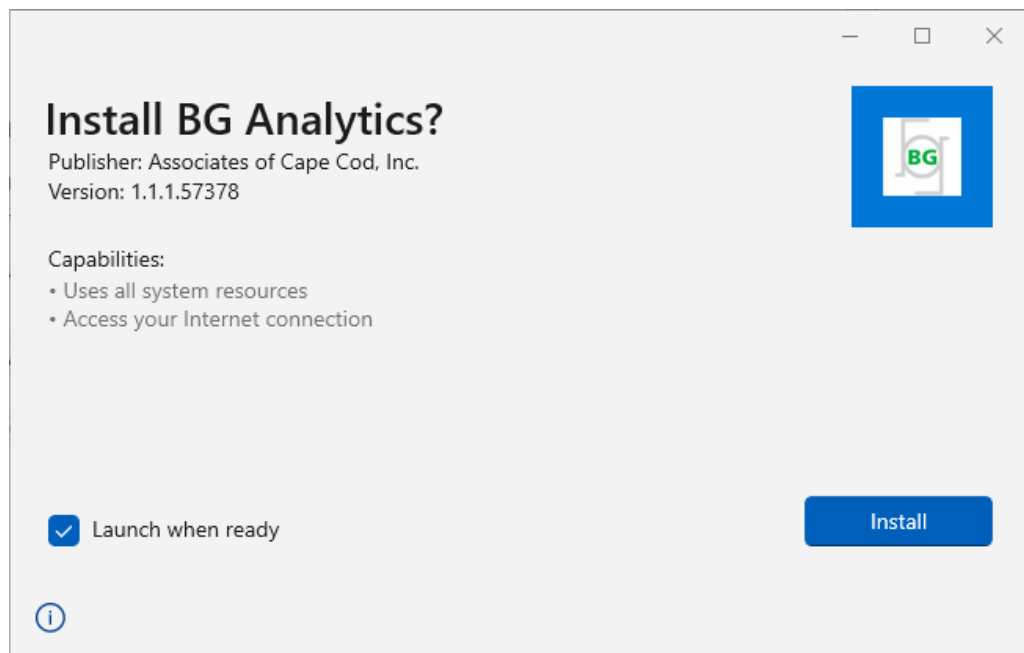 Install BG Analytics?
Publisher: Associates of Cape Cod, Inc.
Version: 1.1.1.57378
BG
Capabilities:
• Uses all system resources
• Access your Internet connection
Launch when ready
Install